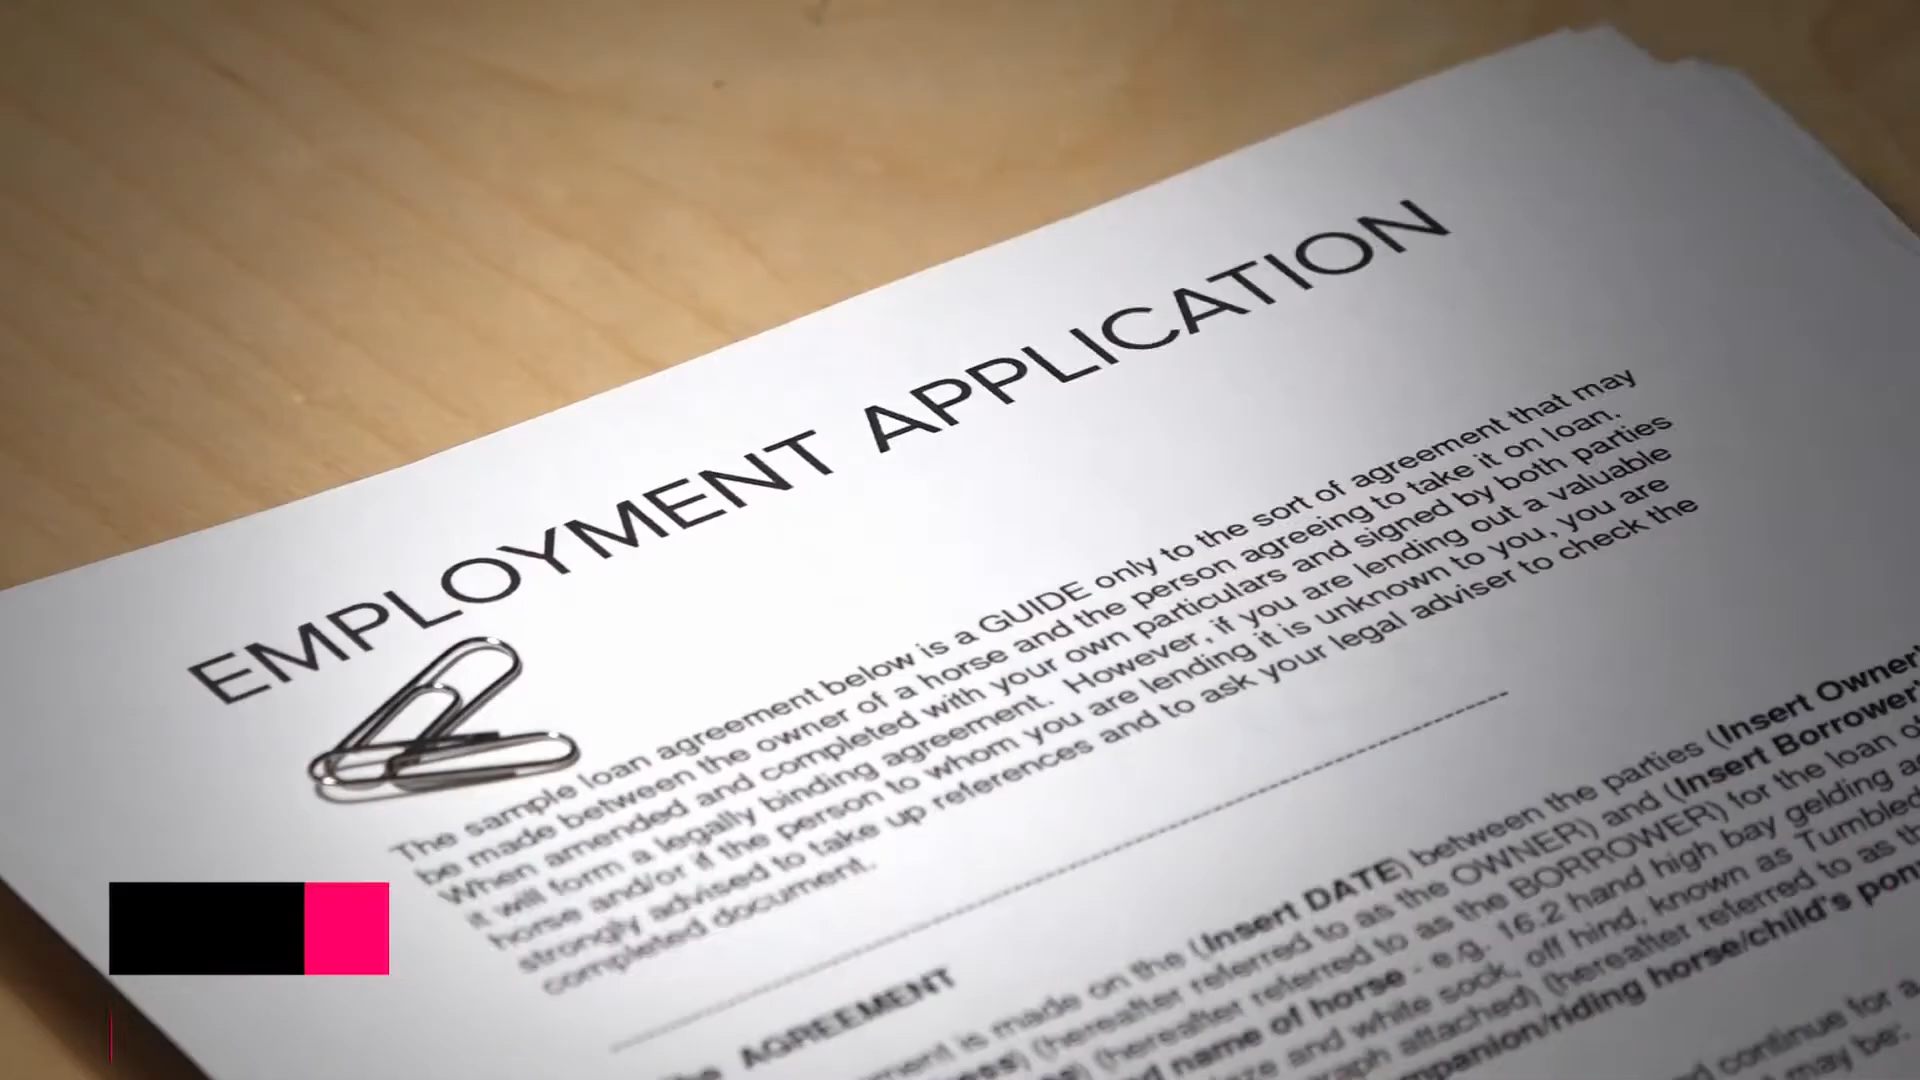 EMPLOYMENT APPLICATION
The sample loan agreement below is a GUIDE only to the sort of agreement that may
be made between the owner of a horse and the person agreeing to take it on loan.
When amended and completed with your own particulars and signed by both parties
it will form a legally binding agreement. However, if you are lending out a valuable
horse and/or if the person to whom you are lending it is unknown to you, you are
strongly advised to take up references and to ask your legal adviser to check the
completed document.
AGREEMENT
is made on the (Insert DATE) between the parties (Insert Owner's
(hereafter referred to as the OWNER) and (Insert Borrower's
(hereafter referred to as the BORROWER) for the loan of
name of horse - e.g. 16.2 hand high bay gelding
and white sock, off hind, known as
attached) (hereafter referred to as
riding horse/child's pony
continue for a
may be: